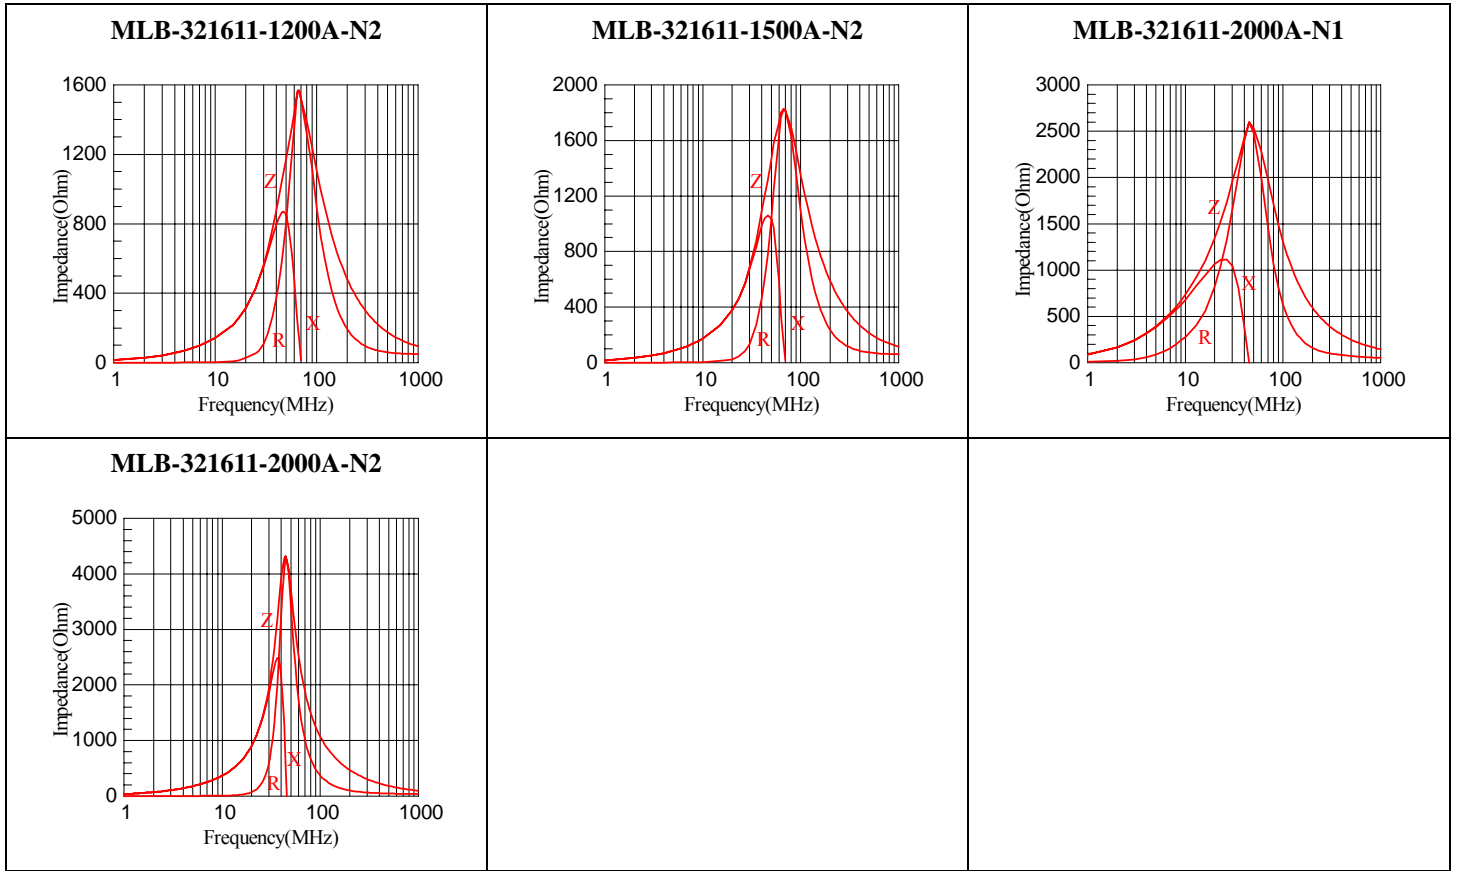 MLB-321611-1200A-N2
MLB-321611-1500A-N2
MLB-321611-2000A-N1
1600
1200
800
400
0
Impedance(Ohm)
Z
R
X
1 10 100 1000
Frequency(MHz)
2000
1600
1200
800
400
0
Impedance(Ohm)
Z
R
X
1 10 100 1000
Frequency(MHz)
3000
2500
2000
1500
1000
500
0
Impedance(Ohm)
Z
X
R
1 10 100 1000
Frequency(MHz)
MLB-321611-2000A-N2
5000
4000
3000
2000
1000
0
Impedance(Ohm)
Z
X
R
1 10 100 1000
Frequency(MHz)